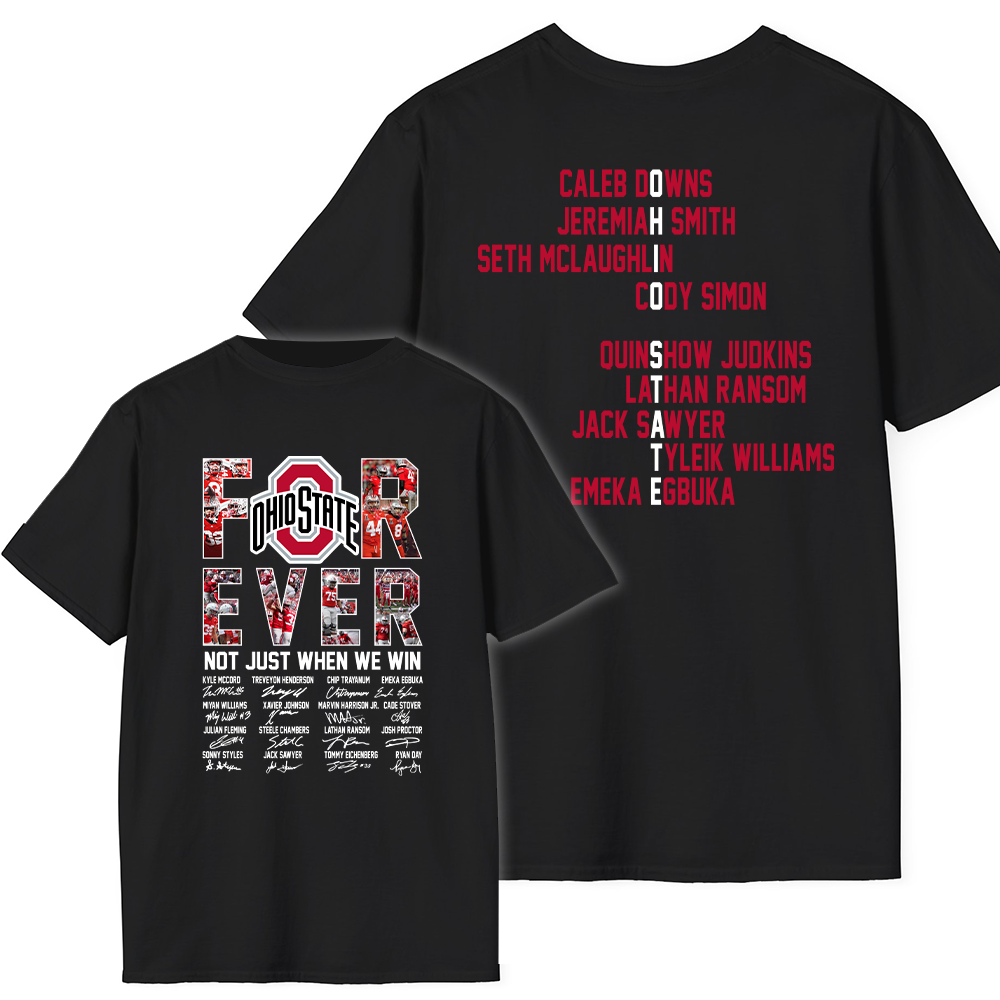 CALEB DOWNS
JEREMIAH SMITH
SETH MCLAUGHLIN
CODY SIMON
QUINSHOW JUDKINS
LATHAN RANSOM
JACK SAWYER
TYLEIK WILLIAMS
EMEKA EGBUKA
FOR
OHIO STATE
EVER
NOT JUST WHEN WE WIN
KYLE MCCORD TREVEYON HENDERSON CHIP TRAYANUM EMEKA EGBUKA
MIYAN WILLIAMS XAVIER JOHNSON MARVIN HARRISON JR. CADE STOVER
JULIAN FLEMING STEELE CHAMBERS LATHAN RANSOM JOSH PROCTOR
SONNY STYLES JACK SAWYER TOMMY EICHENBERG RYAN DAY